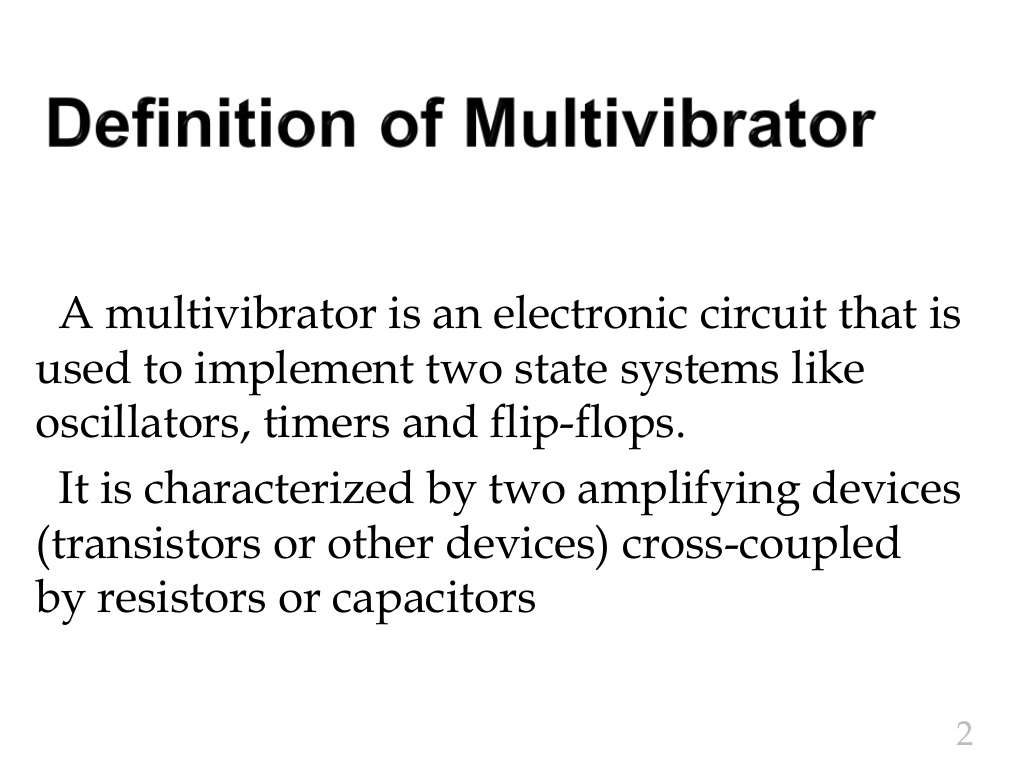 Definition of Multivibrator
A multivibrator is an electronic circuit that is
used to implement two state systems like
oscillators, timers and flip-flops.
It is characterized by two amplifying devices
(transistors or other devices) cross-coupled
by resistors or capacitors
2